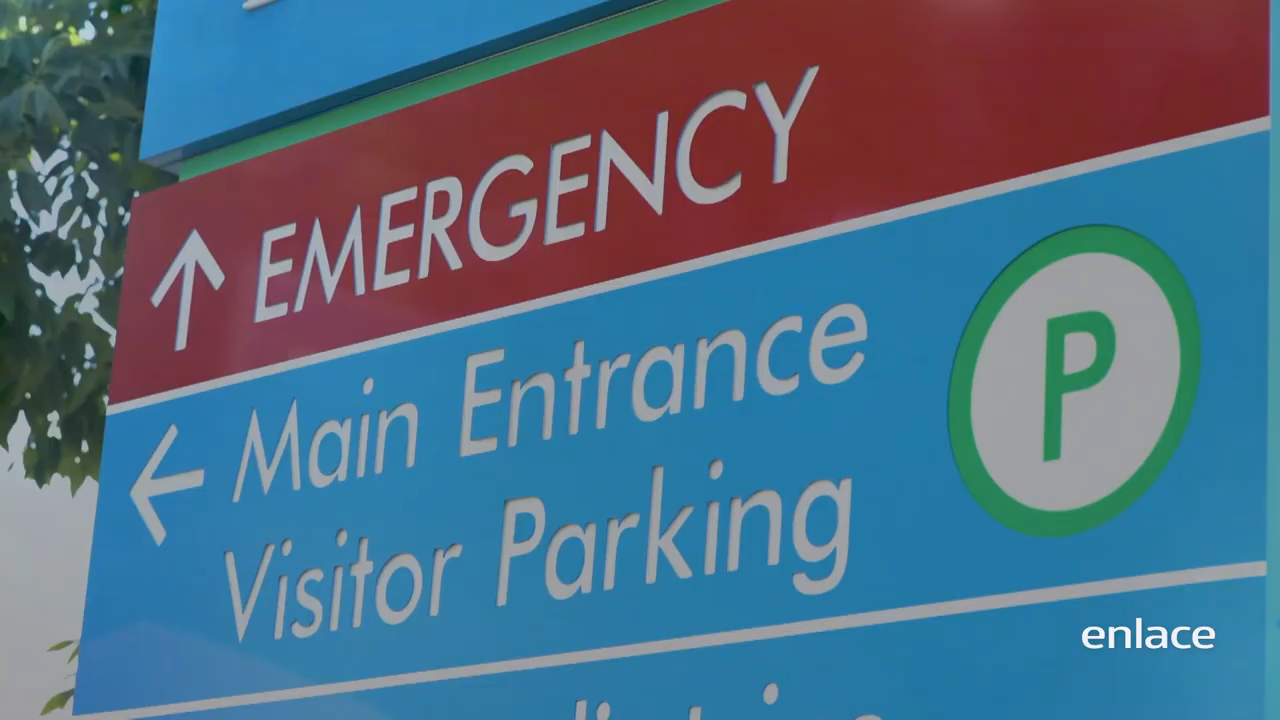 ↑ EMERGENCY
← Main Entrance
Visitor Parking
P
enlace